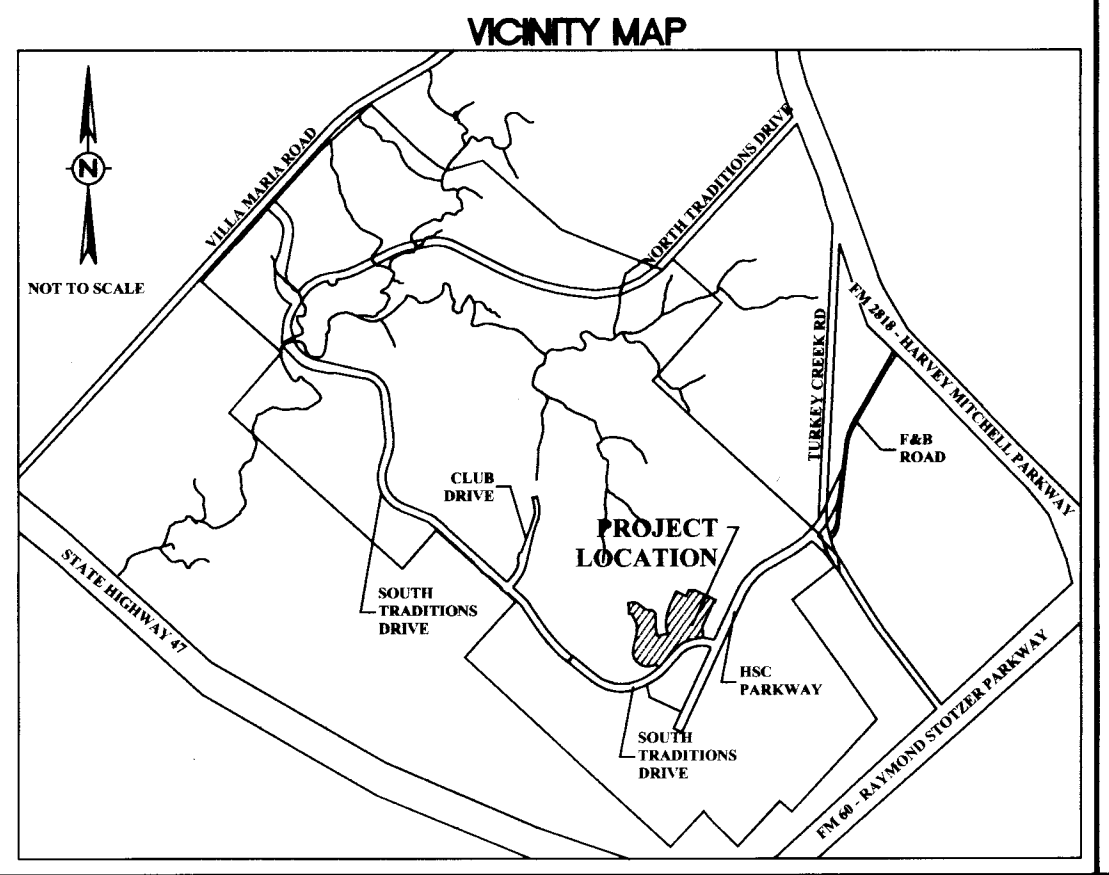 VICINITY MAP
N
NOT TO SCALE
VILLA MARIA ROAD
NORTH TRADITIONS DRIVE
FM 2818 - HARVEY MITCHELL PARKWAY
TURKEY CREEK RD
F&B
ROAD
CLUB
DRIVE
PROJECT
LOCATION
SOUTH
TRADITIONS
DRIVE
STATE HIGHWAY 47
HSC
PARKWAY
SOUTH
TRADITIONS
DRIVE
FM 60 - RAYMOND STOTZER PARKWAY